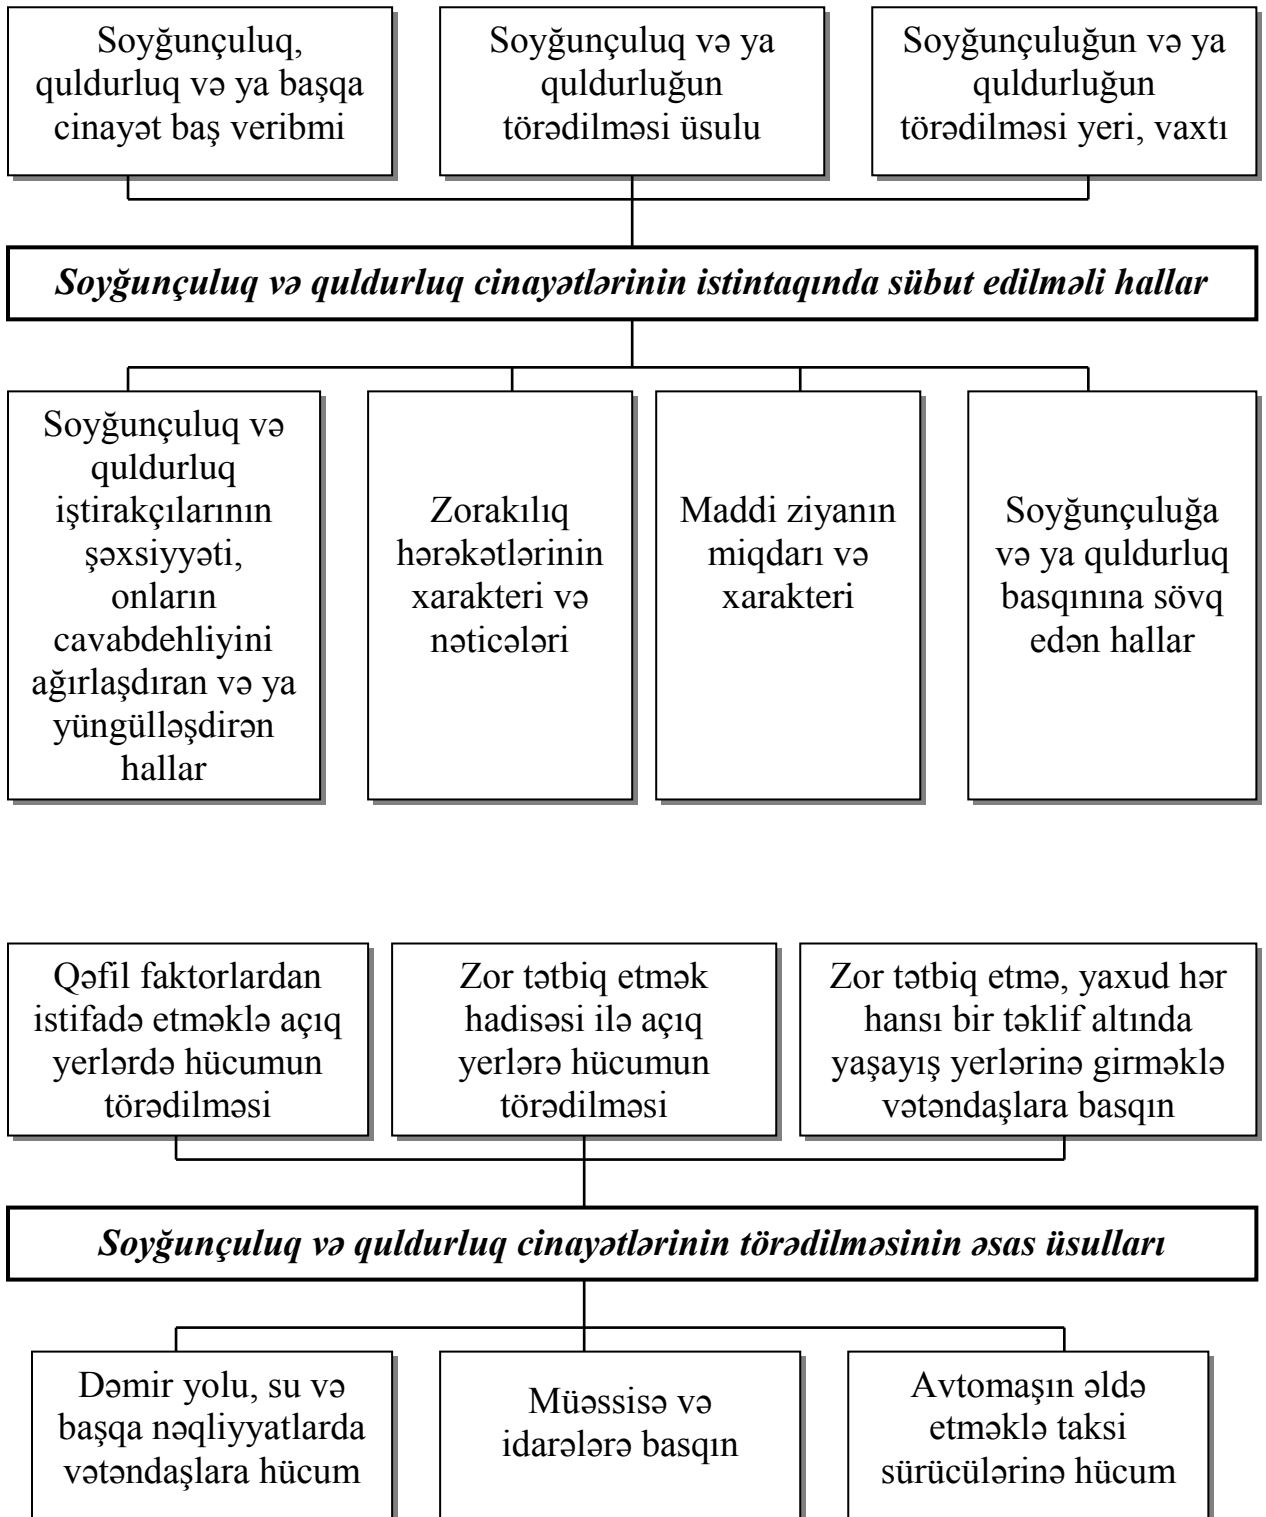 Soyğunçuluq,
quldurluq və ya başqa
cinayət baş veribmi
Soyğunçuluq və ya
quldurluğun
törədilməsi üsulu
Soyğunçuluğun və ya
quldurluğun
törədilməsi yeri, vaxtı
Soyğunçuluq və quldurluq cinayətlərinin istintaqında sübut edilməli hallar
Soyğunçuluq və
quldurluq
iştirakçılarının
şəxsiyyəti,
onların
cavabdehliyini
ağırlaşdıran və ya
yüngülləşdirən
hallar
Zorakılıq
hərəkətlərinin
xarakteri və
nəticələri
Maddi ziyanın
miqdarı və
xarakteri
Soyğunçuluğa
və ya quldurluq
basqınına sövq
edən hallar
Qəfil faktorlardan
istifadə etməklə açıq
yerlərdə hücumun
törədilməsi
Zor tətbiq etmək
hadisəsi ilə açıq
yerlərə hücumun
törədilməsi
Zor tətbiq etmə, yaxud hər
hansı bir təklif altında
yaşayış yerlərinə girməklə
vətəndaşlara basqın
Soyğunçuluq və quldurluq cinayətlərinin törədilməsinin əsas üsulları
Dəmir yolu, su və
başqa nəqliyyatlarda
vətəndaşlara hücum
Müəssisə və
idarələrə basqın
Avtomaşın əldə
etməklə taksi
sürücülərinə hücum